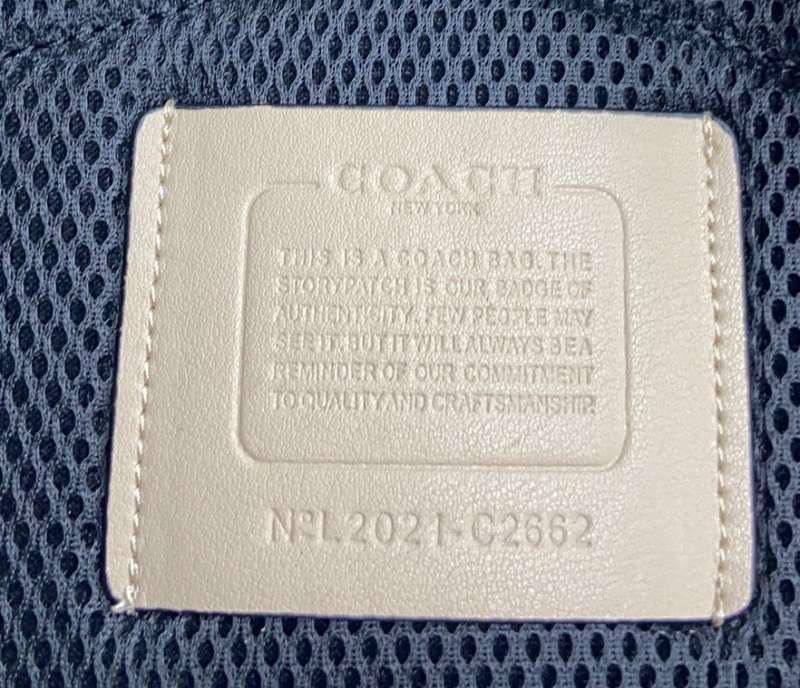 COACH
NEW YORK
THIS IS A COACH BAG. THE
STORYPATCH IS OUR BADGE OF
AUTHENTICITY. FEW PEOPLE MAY
SEE IT. BUT IT WILL ALWAYS BE A
REMINDER OF OUR COMMITMENT
TO QUALITY AND CRAFTSMANSHIP.
Nº L2021-C2662